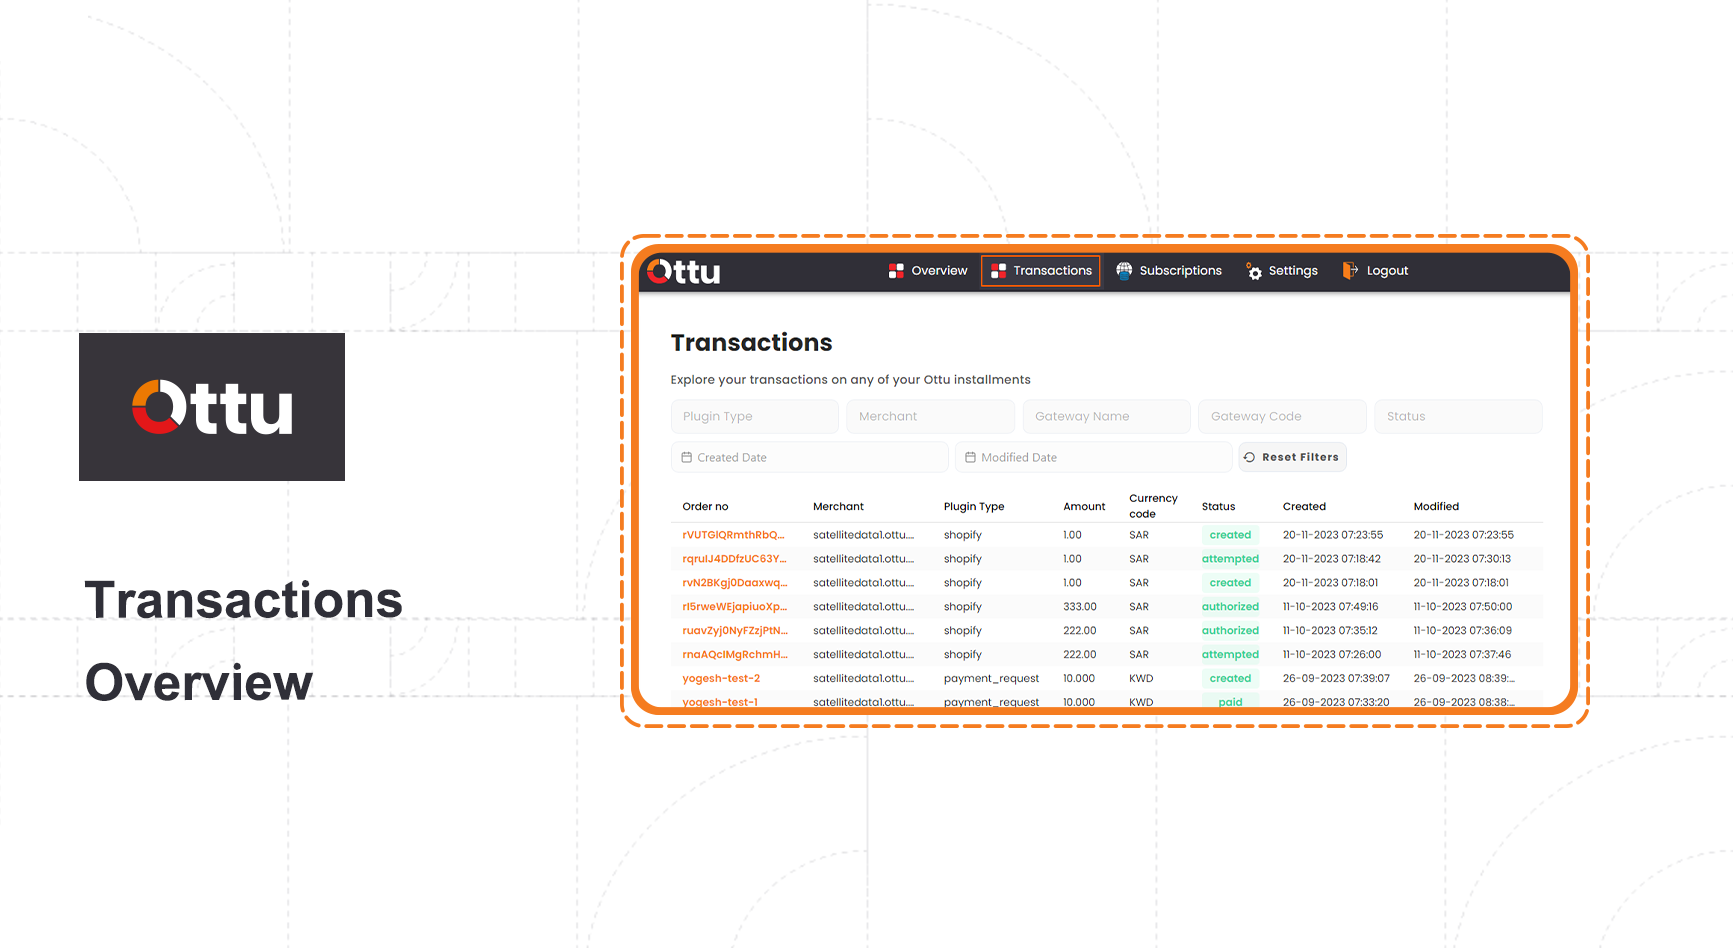 Ottu
Transactions
Overview
Ottu
Overview Transactions Subscriptions Settings Logout
Transactions
Explore your transactions on any of your Ottu installments
Plugin Type Merchant Gateway Name Gateway Code Status
Created Date Modified Date Reset Filters
Order no Merchant Plugin Type Amount Currency code Status Created Modified
rVUTGlQRmthRbQ... satellitedata1.ottu.... shopify 1.00 SAR created 20-11-2023 07:23:55 20-11-2023 07:23:55
rqruIJ4DDfzUC63Y... satellitedata1.ottu.... shopify 1.00 SAR attempted 20-11-2023 07:18:42 20-11-2023 07:30:13
rvN2BKgj0Daaxwq... satellitedata1.ottu.... shopify 1.00 SAR created 20-11-2023 07:18:01 20-11-2023 07:18:01
rI5rweWEjapiuoXp... satellitedata1.ottu.... shopify 333.00 SAR authorized 11-10-2023 07:49:16 11-10-2023 07:50:00
ruavZyj0NyFZzjPtN... satellitedata1.ottu.... shopify 222.00 SAR authorized 11-10-2023 07:35:12 11-10-2023 07:36:09
rnaAQclMgRchmH... satellitedata1.ottu.... shopify 222.00 SAR attempted 11-10-2023 07:26:00 11-10-2023 07:37:46
yogesh-test-2 satellitedata1.ottu.... payment_request 10.000 KWD created 26-09-2023 07:39:07 26-09-2023 08:39:...
yogesh-test-1 satellitedata1.ottu.... payment_request 10.000 KWD paid 26-09-2023 07:33:20 26-09-2023 08:38:...